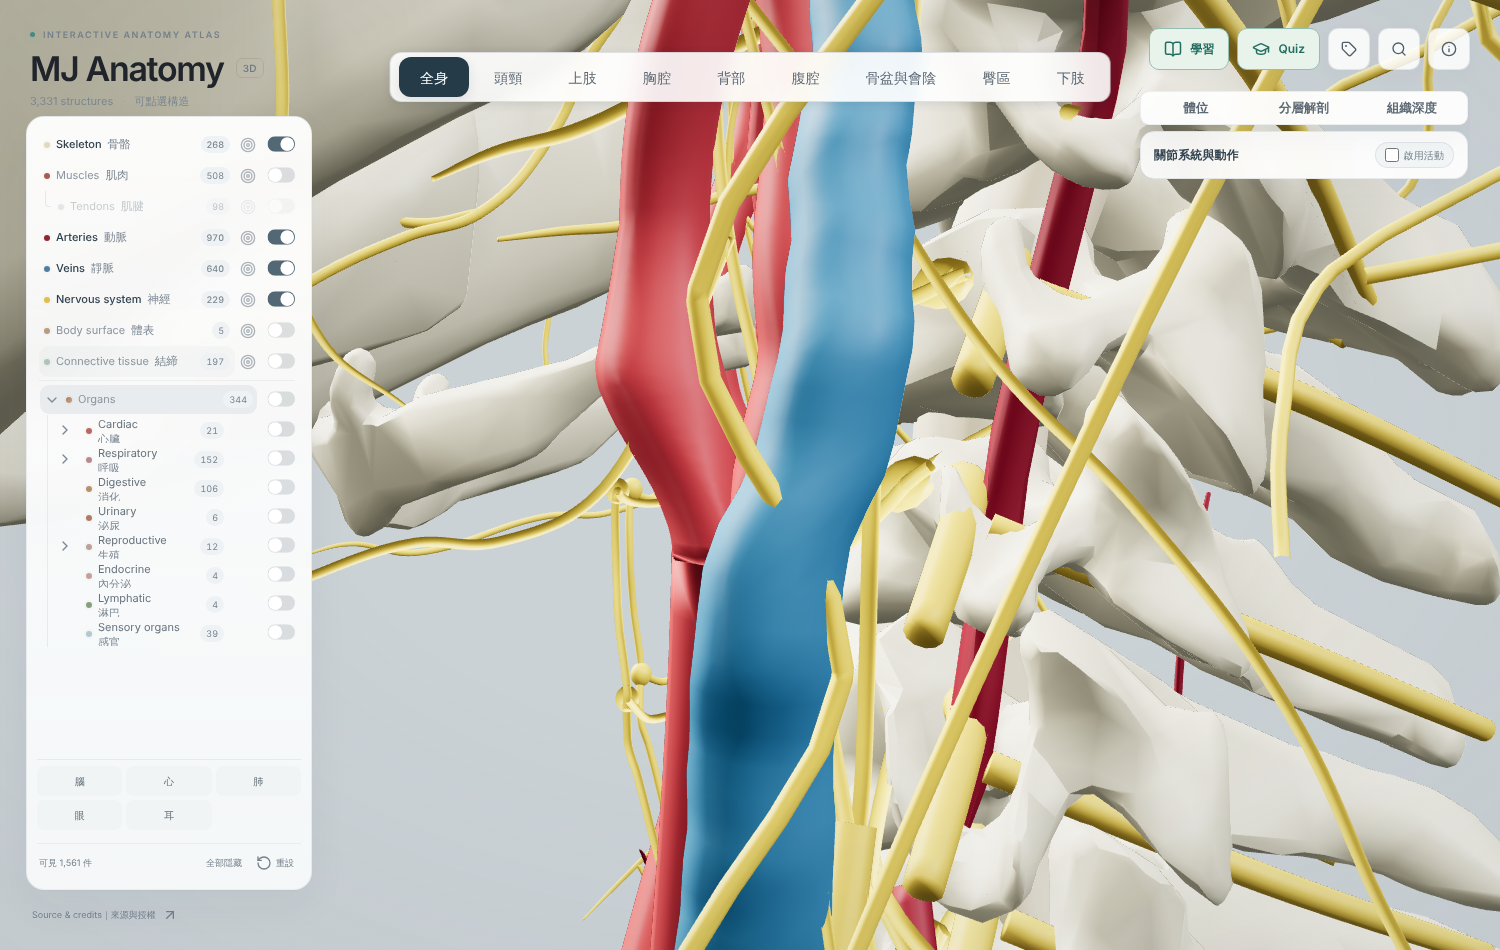 INTERACTIVE ANATOMY ATLAS
MJ Anatomy 3D
3,331 structures 可點選構造
全身 頭頸 上肢 胸腔 背部 腹腔 骨盆與會陰 臀區 下肢
學習 Quiz
體位 分層解剖 組織深度
關節系統與動作 啟用活動
Skeleton 骨骼 268
Muscles 肌肉 508
Tendons 肌腱 98
Arteries 動脈 970
Veins 靜脈 640
Nervous system 神經 229
Body surface 體表 5
Connective tissue 結締 197
Organs 344
Cardiac 21
心臟
Respiratory 152
呼吸
Digestive 106
消化
Urinary 6
泌尿
Reproductive 12
生殖
Endocrine 4
內分泌
Lymphatic 4
淋巴
Sensory organs 39
感官
腦 心 肺
眼 耳
可見 1,561 件 全部隱藏 重設
Source & credits | 來源與授權